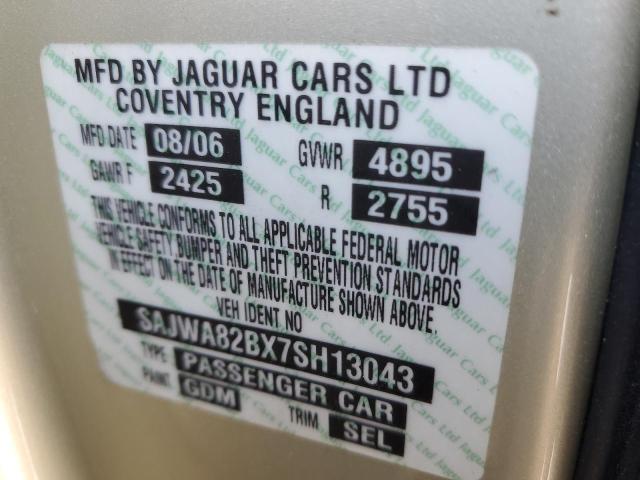 MFD BY JAGUAR CARS LTD
COVENTRY ENGLAND
MFD DATE 08/06 GVWR 4895
GAWR F 2425 R 2755
THIS VEHICLE CONFORMS TO ALL APPLICABLE FEDERAL MOTOR
VEHICLE SAFETY BUMPER AND THEFT PREVENTION STANDARDS
IN EFFECT ON THE DATE OF MANUFACTURE SHOWN ABOVE.
VEH IDENT NO
SAJWA82BX7SH13043
TYPE PASSENGER CAR
PAINT GDM TRIM SEL